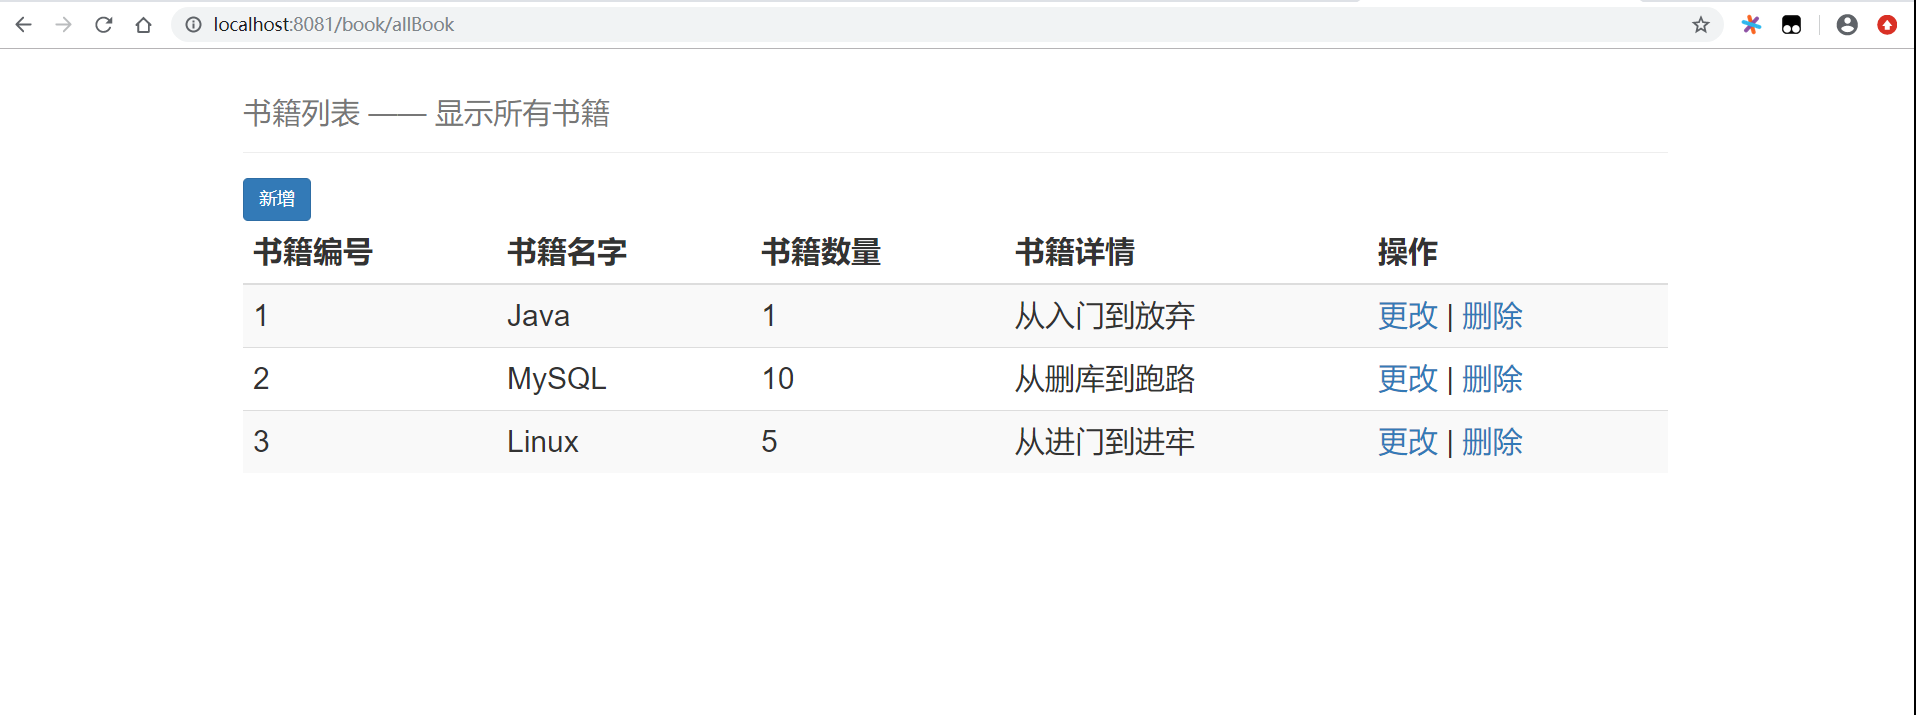 localhost:8081/book/allBook
书籍列表 —— 显示所有书籍
新增
书籍编号 书籍名字 书籍数量 书籍详情 操作
1 Java 1 从入门到放弃 更改 | 删除
2 MySQL 10 从删库到跑路 更改 | 删除
3 Linux 5 从进门到进牢 更改 | 删除